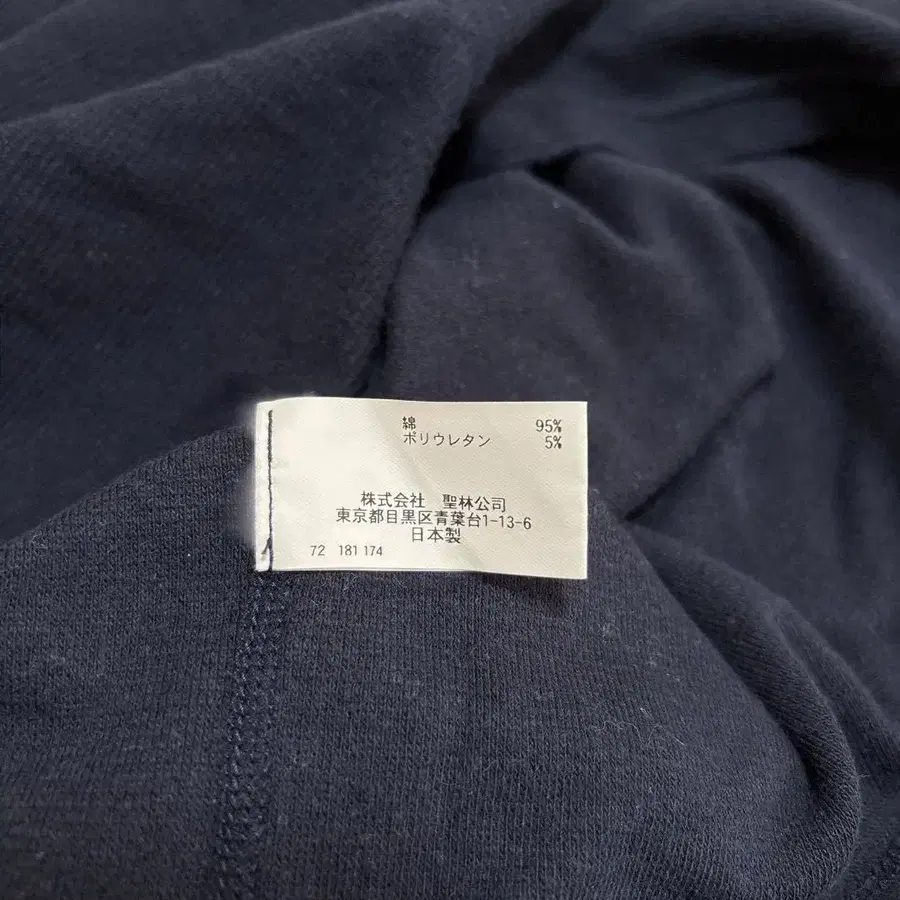 綿 95%
ポリウレタン 5%
株式会社 聖林公司
東京都目黒区青葉台1-13-6
日本製
72 181 174